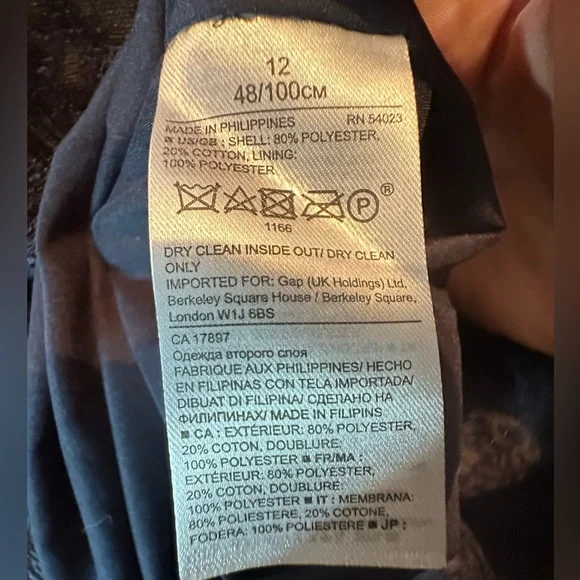 12
48/100CM
MADE IN PHILIPPINES RN 54023
US/GB : SHELL: 80% POLYESTER,
20% COTTON, LINING:
100% POLYESTER
P ®
1166
DRY CLEAN INSIDE OUT/ DRY CLEAN
ONLY
IMPORTED FOR: Gap (UK Holdings) Ltd,
Berkeley Square House / Berkeley Square,
London W1J 6BS
CA 17897
Одежда второго слоя
FABRIQUE AUX PHILIPPINES/ HECHO
EN FILIPINAS CON TELA IMPORTADA/
DIBUAT DI FILIPINA/ СДЕЛАНО НА
ФИЛИПИНАХ/ MADE IN FILIPINS
■ CA : EXTÉRIEUR: 80% POLYESTER,
20% COTON, DOUBLURE:
100% POLYESTER ■ FR/MA :
EXTÉRIEUR: 80% POLYESTER,
20% COTON, DOUBLURE:
100% POLYESTER ■ IT : MEMBRANA:
80% POLIESTERE, 20% COTONE,
FODERA: 100% POLIESTERE ■ JP :